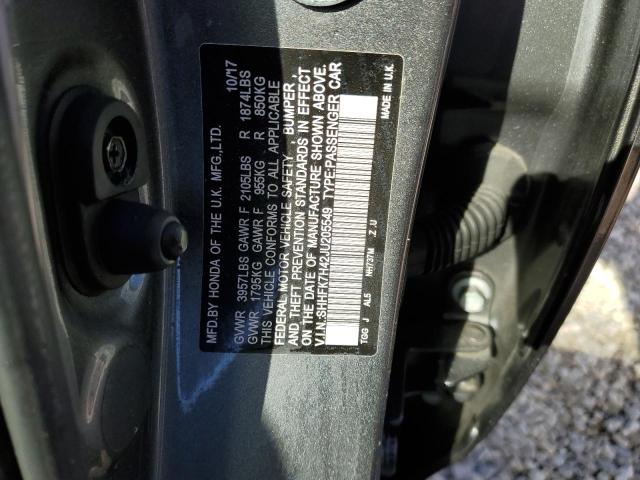 MFD.BY HONDA OF THE U.K. MFG.,LTD. 10/17
GVWR 3957LBS GAWR F 2105LBS R 1874LBS
GVWR 1795KG GAWR F 955KG R 850KG
THIS VEHICLE CONFORMS TO ALL APPLICABLE
FEDERAL MOTOR VEHICLE SAFETY , BUMPER ,
AND THEFT PREVENTION STANDARDS IN EFFECT
ON THE DATE OF MANUFACTURE SHOWN ABOVE.
V.I.N. SHHFK7H42JU205549 TYPE:PASSENGER CAR
TGG J AL5 NH737M Z U MADE IN U.K.